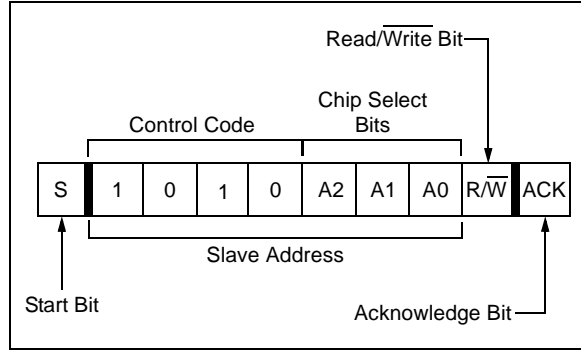 Read/Write Bit
Chip Select
Bits
Control Code
S 1 0 1 0 A2 A1 A0 R/W ACK
Slave Address
Start Bit
Acknowledge Bit